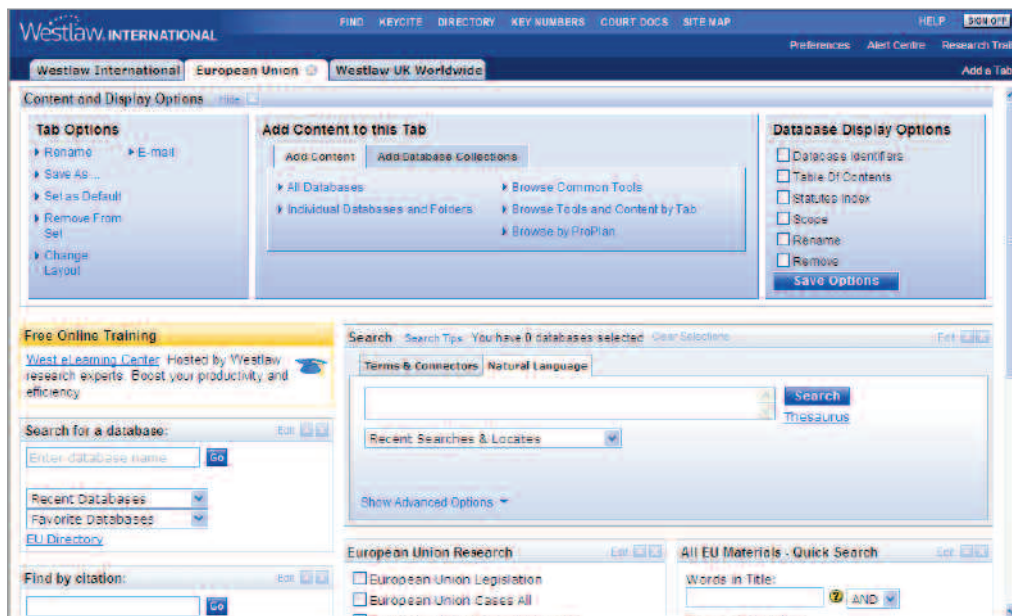 Westlaw. INTERNATIONAL
FIND KEYCITE DIRECTORY KEY NUMBERS COURT DOCS SITE MAP
HELP SIGN OFF
Preferences Alert Centre Research Trail
Westlaw International European Union Westlaw UK Worldwide
Add a Tab
Content and Display Options Hide
Tab Options
Rename E-mail
Save As ...
Set as Default
Remove From
Set
Change
Layout
Add Content to this Tab
Add Content Add Database Collections
All Databases Browse Common Tools
Individual Databases and Folders Browse Tools and Content by Tab
Browse by ProPlan
Database Display Options
Database Identifiers
Table Of Contents
Statutes Index
Scope
Rename
Remove
Save Options
Free Online Training
West eLearning Center Hosted by Westlaw
research experts. Boost your productivity and
efficiency
Search for a database: Edit
Enter database name Go
Recent Databases
Favorite Databases
EU Directory
Find by citation: Edit
Go
Search Search Tips You have 0 databases selected Clear Selections Edit
Terms & Connectors Natural Language
Search
Thesaurus
Recent Searches & Locates
Show Advanced Options
European Union Research Edit
European Union Legislation
European Union Cases All
All EU Materials - Quick Search Edit
Words in Title:
AND